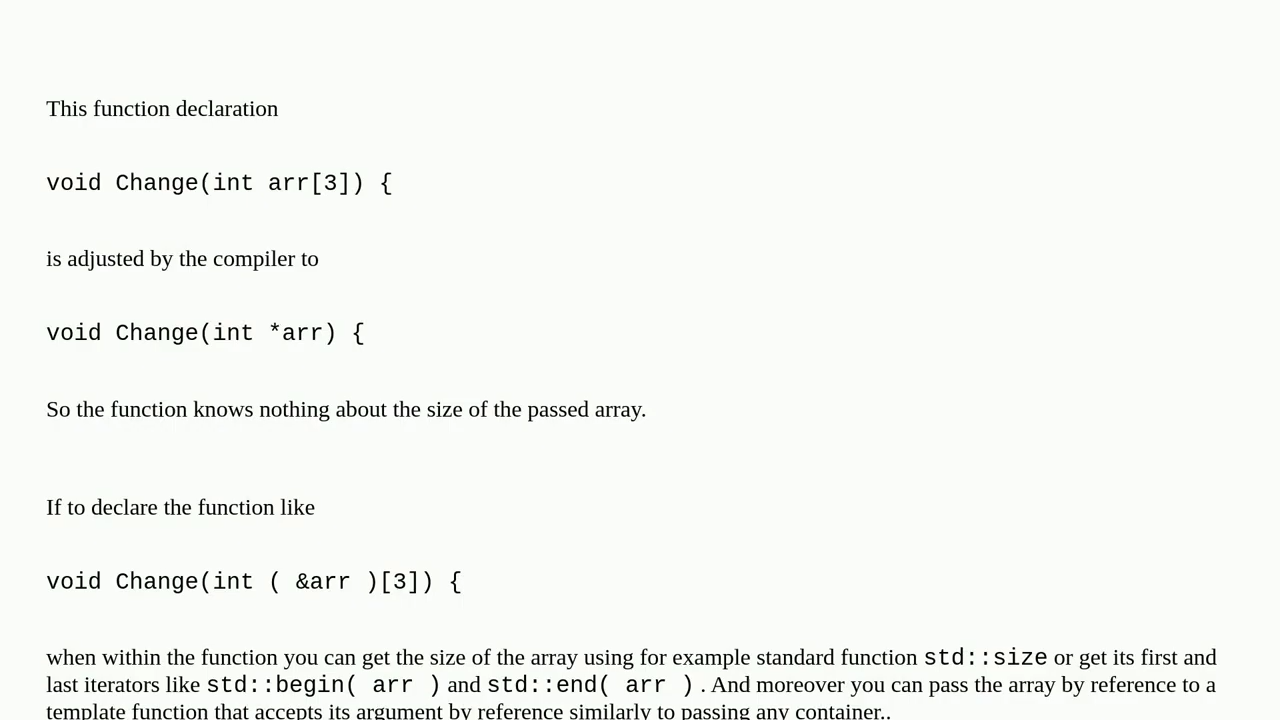 This function declaration
void Change(int arr[3]) {
is adjusted by the compiler to
void Change(int *arr) {
So the function knows nothing about the size of the passed array.
If to declare the function like
void Change(int ( &arr )[3]) {
when within the function you can get the size of the array using for example standard function std::size or get its first and
last iterators like std::begin( arr ) and std::end( arr ) . And moreover you can pass the array by reference to a
template function that accepts its argument by reference similarly to passing any container..